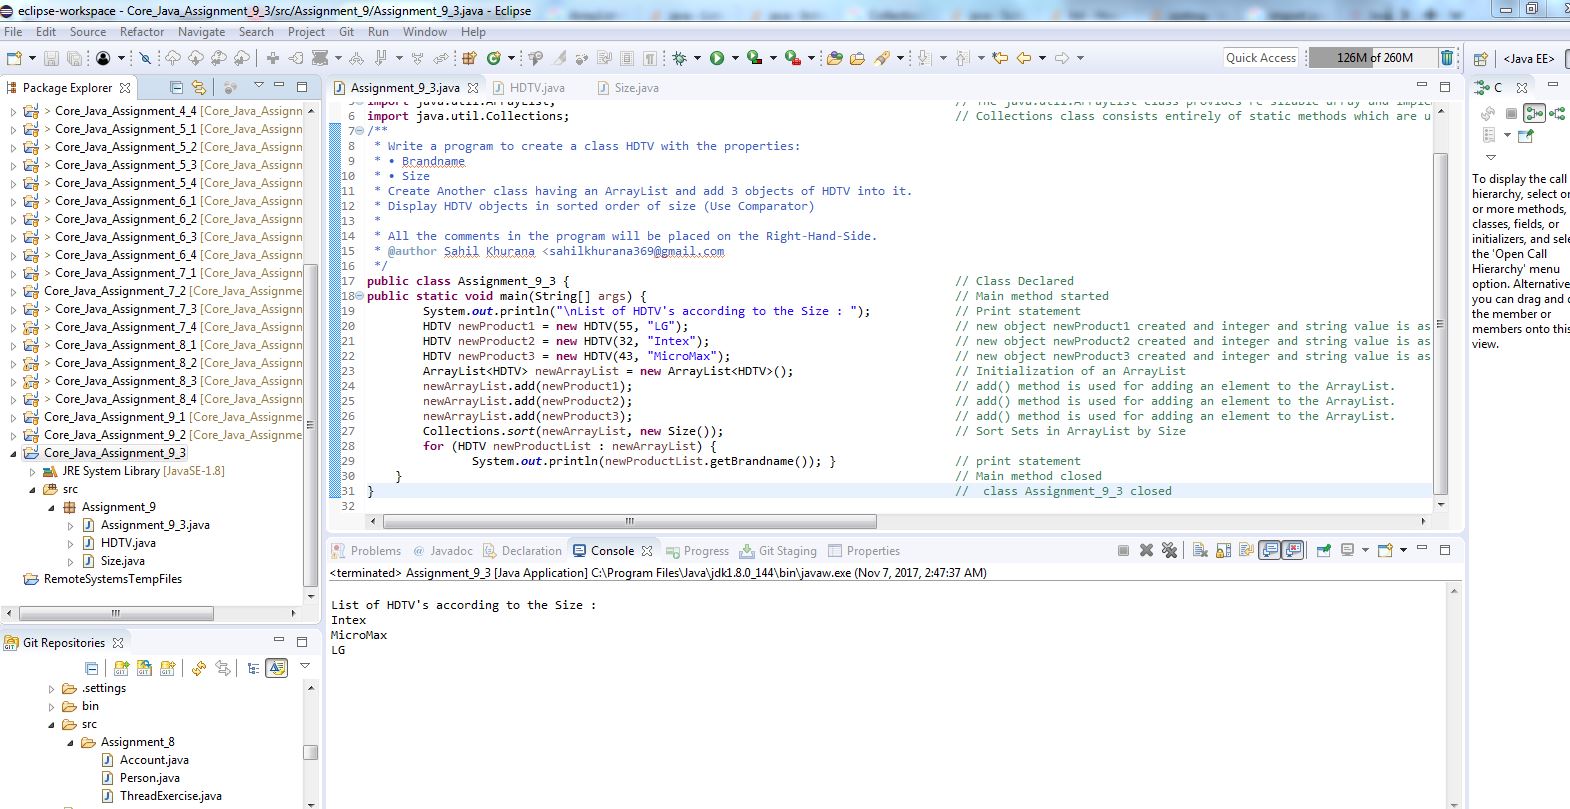 eclipse-workspace - Core_Java_Assignment_9_3/src/Assignment_9/Assignment_9_3.java - Eclipse
File Edit Source Refactor Navigate Search Project Git Run Window Help
Quick Access
126M of 260M
<Java EE>
Package Explorer
> Core_Java_Assignment_4_4 [Core_Java_Assignn
> Core_Java_Assignment_5_1 [Core_Java_Assignn
> Core_Java_Assignment_5_2 [Core_Java_Assignn
> Core_Java_Assignment_5_3 [Core_Java_Assignn
> Core_Java_Assignment_5_4 [Core_Java_Assignn
> Core_Java_Assignment_6_1 [Core_Java_Assignn
> Core_Java_Assignment_6_2 [Core_Java_Assignn
> Core_Java_Assignment_6_3 [Core_Java_Assignn
> Core_Java_Assignment_6_4 [Core_Java_Assignn
> Core_Java_Assignment_7_1 [Core_Java_Assignn
Core_Java_Assignment_7_2 [Core_Java_Assignme
> Core_Java_Assignment_7_3 [Core_Java_Assignn
> Core_Java_Assignment_7_4 [Core_Java_Assignn
> Core_Java_Assignment_8_1 [Core_Java_Assignn
> Core_Java_Assignment_8_2 [Core_Java_Assignn
> Core_Java_Assignment_8_3 [Core_Java_Assignn
> Core_Java_Assignment_8_4 [Core_Java_Assignn
Core_Java_Assignment_9_1 [Core_Java_Assignme
Core_Java_Assignment_9_2 [Core_Java_Assignme
Core_Java_Assignment_9_3
JRE System Library [JavaSE-1.8]
src
Assignment_9
Assignment_9_3.java
HDTV.java
Size.java
RemoteSystemsTempFiles
Git Repositories
.settings
bin
src
Assignment_8
Account.java
Person.java
ThreadExercise.java
Assignment_9_3.java HDTV.java Size.java
import java.util.ArrayList; // The java.util.ArrayList class provides re sizable array and implem
6 import java.util.Collections; // Collections class consists entirely of static methods which are u
7 /**
8 * Write a program to create a class HDTV with the properties:
9 * • Brandname
10 * • Size
11 * Create Another class having an ArrayList and add 3 objects of HDTV into it.
12 * Display HDTV objects in sorted order of size (Use Comparator)
13 *
14 * All the comments in the program will be placed on the Right-Hand-Side.
15 * @author Sahil Khurana <sahilkhurana369@gmail.com
16 */
17 public class Assignment_9_3 { // Class Declared
18 public static void main(String[] args) { // Main method started
19 System.out.println("\nList of HDTV's according to the Size : "); // Print statement
20 HDTV newProduct1 = new HDTV(55, "LG"); // new object newProduct1 created and integer and string value is as
21 HDTV newProduct2 = new HDTV(32, "Intex"); // new object newProduct2 created and integer and string value is as
22 HDTV newProduct3 = new HDTV(43, "MicroMax"); // new object newProduct3 created and integer and string value is as
23 ArrayList<HDTV> newArrayList = new ArrayList<HDTV>(); // Initialization of an ArrayList
24 newArrayList.add(newProduct1); // add() method is used for adding an element to the ArrayList.
25 newArrayList.add(newProduct2); // add() method is used for adding an element to the ArrayList.
26 newArrayList.add(newProduct3); // add() method is used for adding an element to the ArrayList.
27 Collections.sort(newArrayList, new Size()); // Sort Sets in ArrayList by Size
28 for (HDTV newProductList : newArrayList) {
29 System.out.println(newProductList.getBrandname()); } // print statement
30 } // Main method closed
31 } // class Assignment_9_3 closed
32
Problems @ Javadoc Declaration Console Progress Git Staging Properties
<terminated> Assignment_9_3 [Java Application] C:\Program Files\Java\jdk1.8.0_144\bin\javaw.exe (Nov 7, 2017, 2:47:37 AM)
List of HDTV's according to the Size :
Intex
MicroMax
LG
C
To display the call
hierarchy, select or
or more methods,
classes, fields, or
initializers, and sele
the 'Open Call
Hierarchy' menu
option. Alternative
you can drag and d
the member or
members onto this
view.